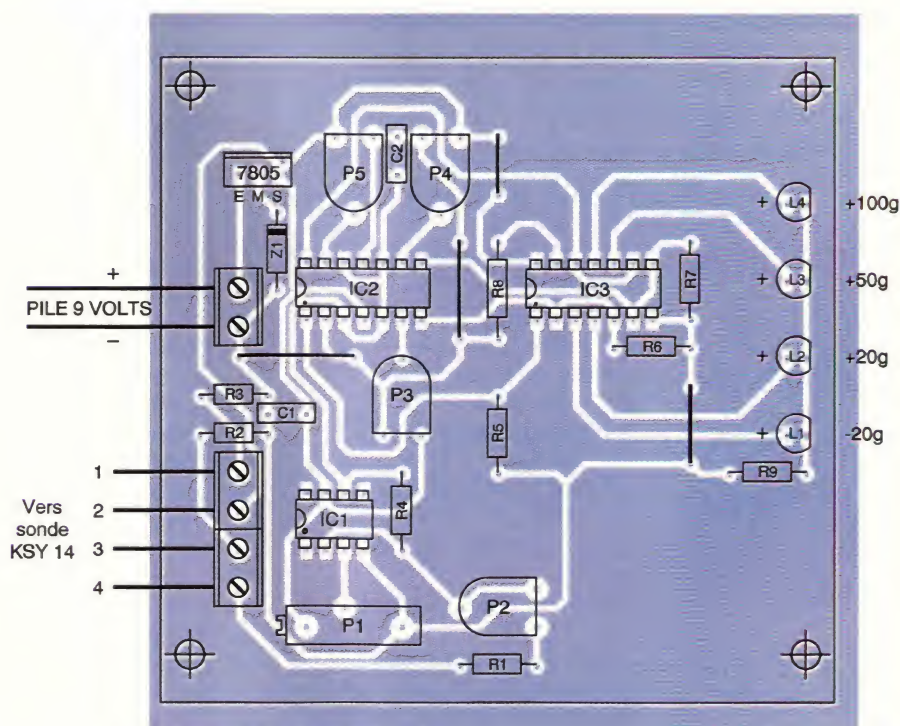 P5
C2
P4
7805
E M S
Z1
+ L4 +100g
+
PILE 9 VOLTS
−
IC2
R8
IC3
R7
+ L3 +50g
R6
+ L2 +20g
R3
C1
P3
R2
R5
+ L1 -20g
R9
1
2
3
4
Vers
sonde
KSY 14
IC1
R4
P1
P2
R1